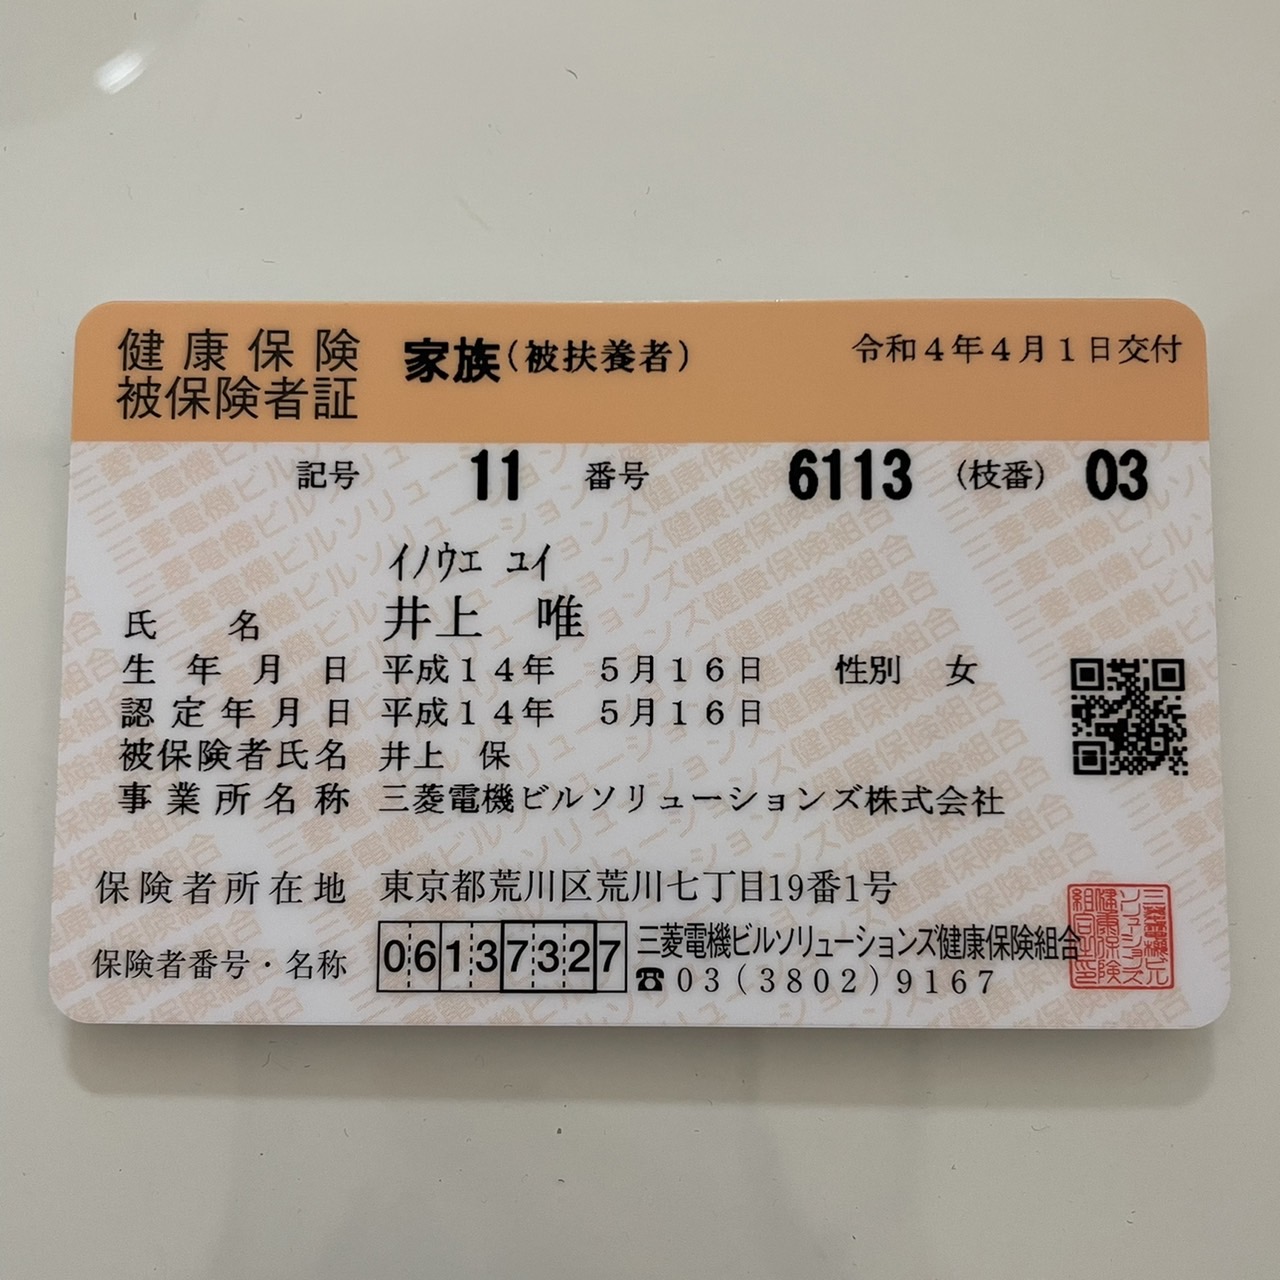 健康保険
被保険者証
家族(被扶養者)
令和4年4月1日交付
記号 11 番号 6113 (枝番) 03
イノウエ ユイ
氏名 井上 唯
生年月日 平成14年 5月16日 性別 女
認定年月日 平成14年 5月16日
被保険者氏名 井上 保
事業所名称 三菱電機ビルソリューションズ株式会社
保険者所在地 東京都荒川区荒川七丁目19番1号
保険者番号・名称 06137327 三菱電機ビルソリューションズ健康保険組合
☎03(3802)9167